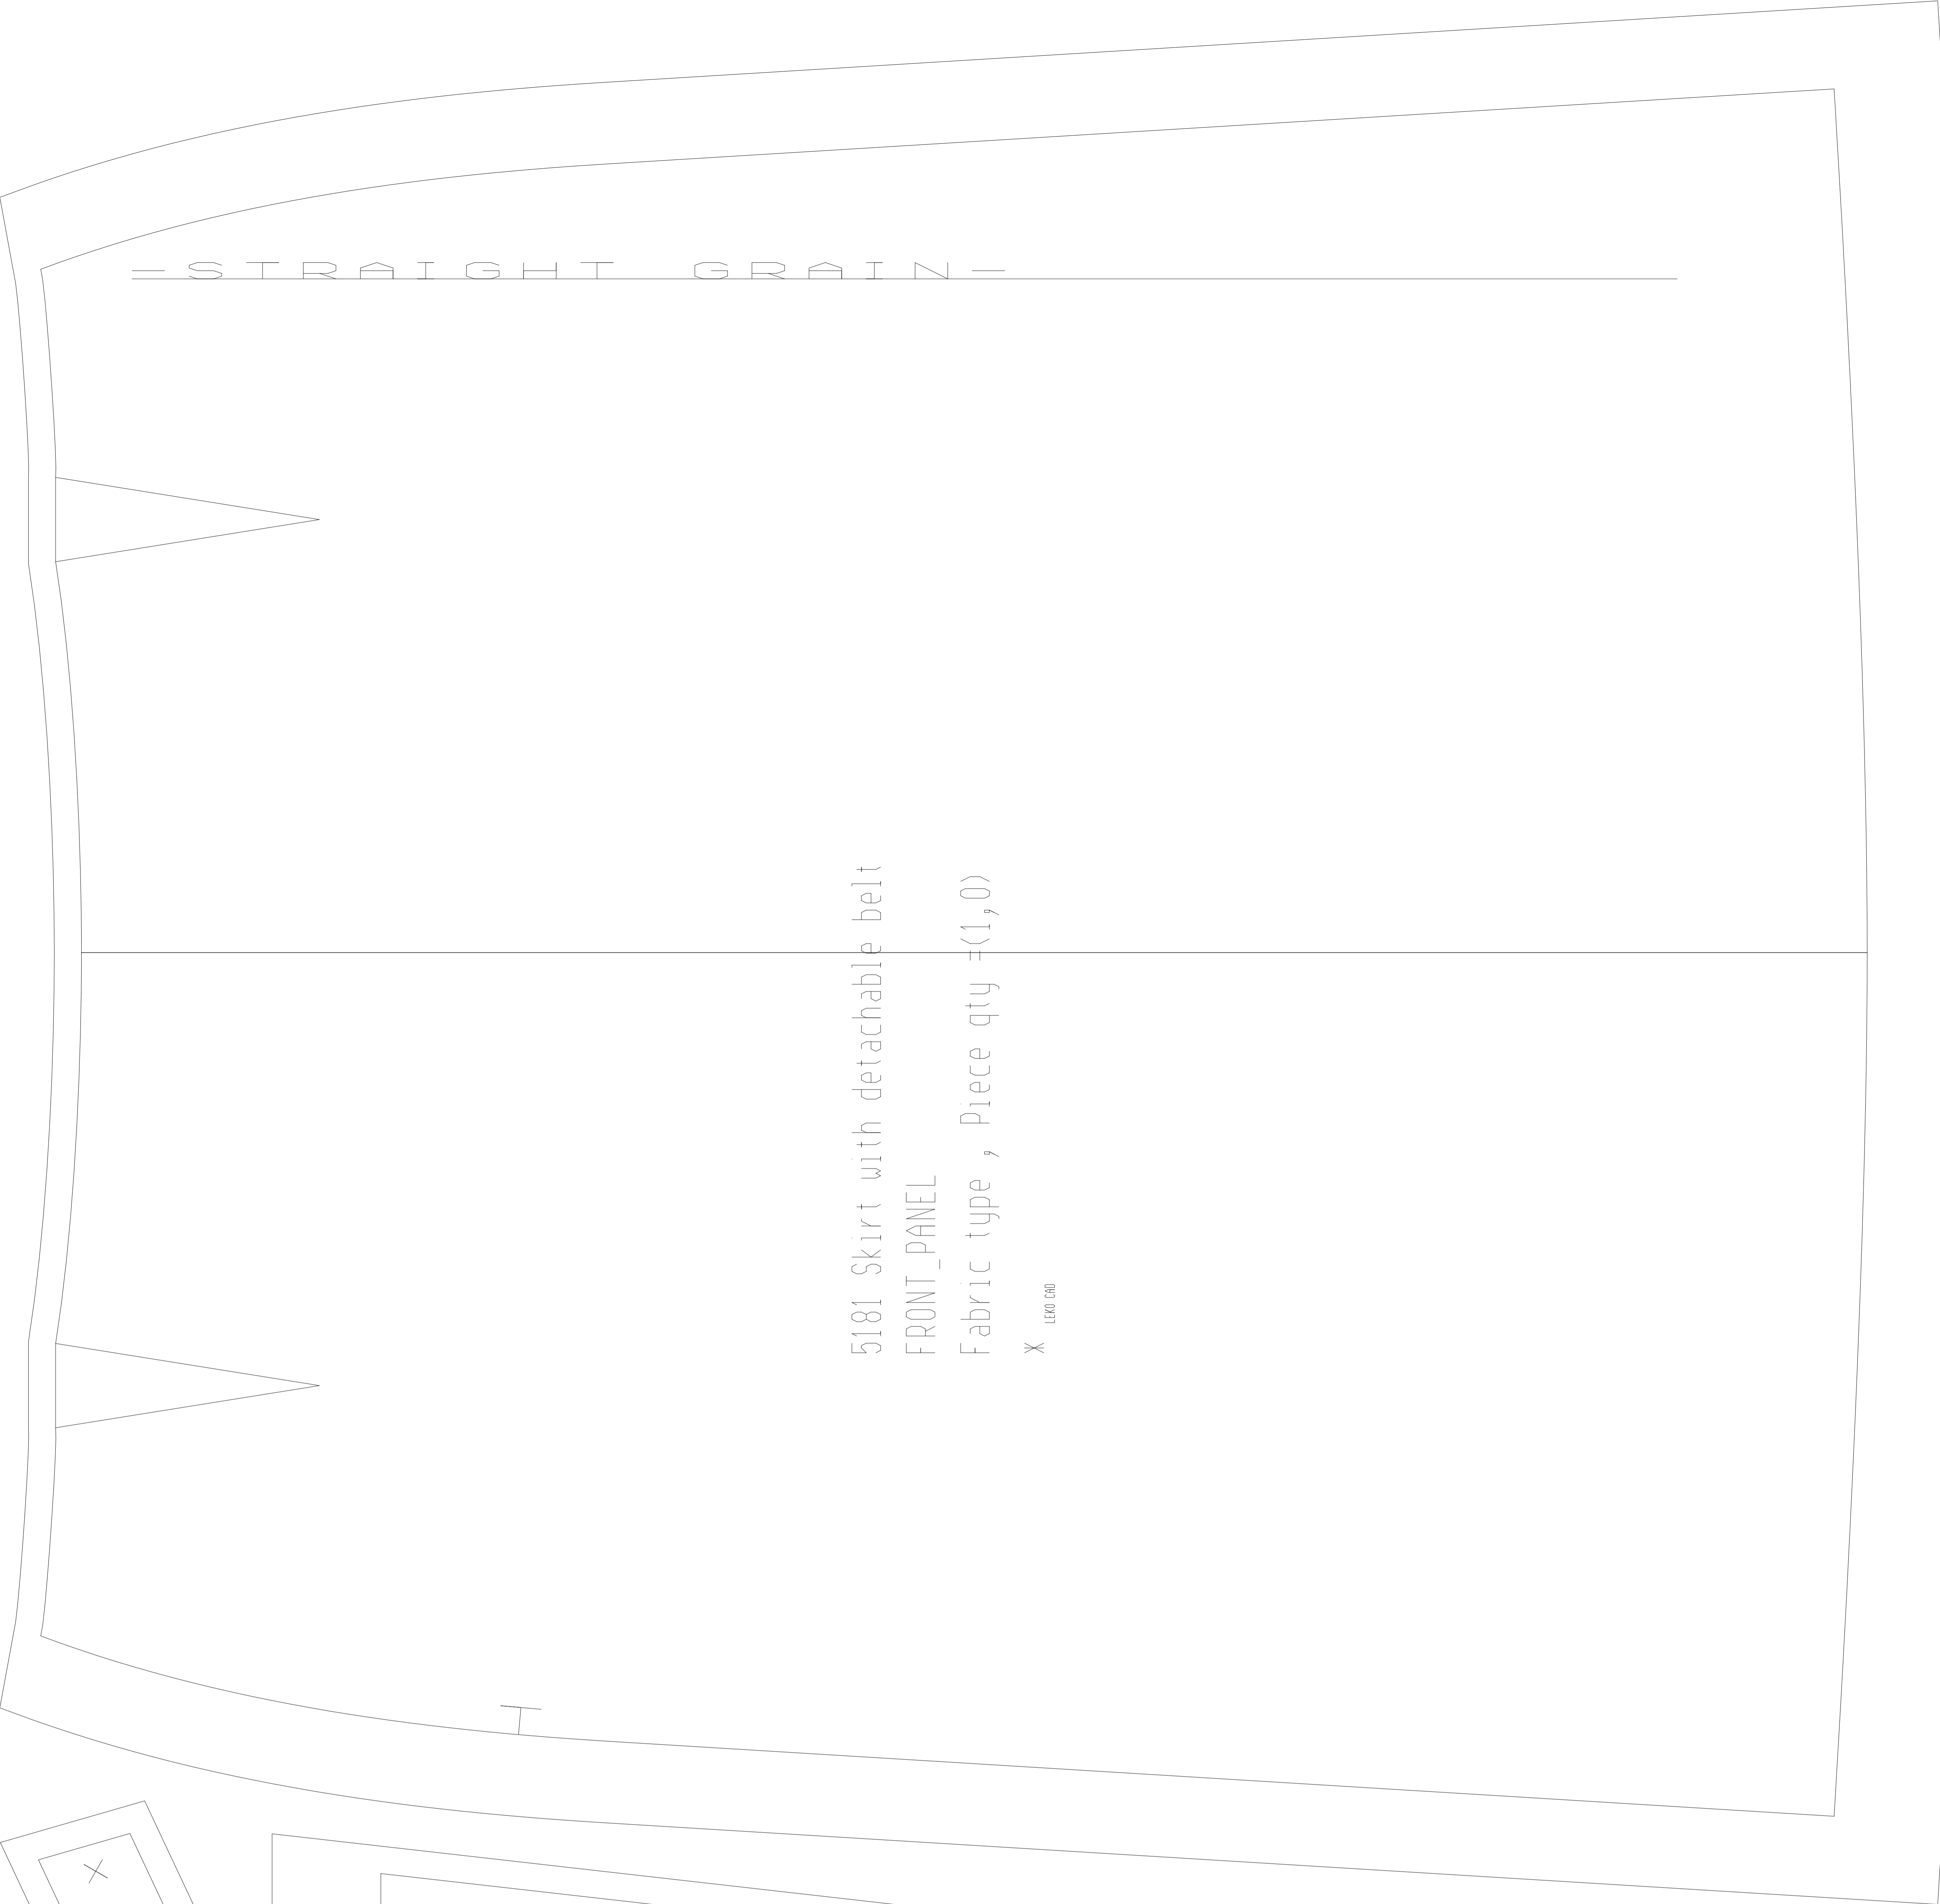 -STRAIGHT GRAIN-
5181 Skirt with detachable belt
FRONT_PANEL
Fabric type , Piece qty =(1,0)
X LEKO CAD